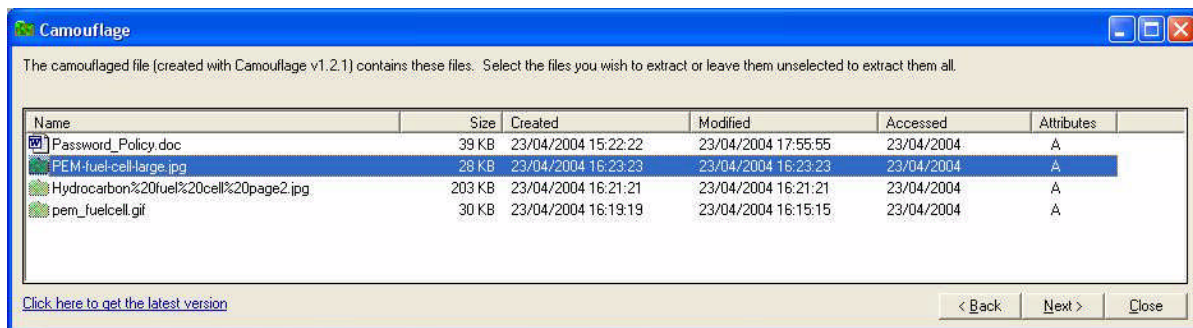 Camouflage
The camouflaged file (created with Camouflage v1.2.1) contains these files. Select the files you wish to extract or leave them unselected to extract them all.
Name Size Created Modified Accessed Attributes
Password_Policy.doc 39 KB 23/04/2004 15:22:22 23/04/2004 17:55:55 23/04/2004 A
PEM-fuel-cell-large.jpg 28 KB 23/04/2004 16:23:23 23/04/2004 16:23:23 23/04/2004 A
Hydrocarbon%20fuel%20cell%20page2.jpg 203 KB 23/04/2004 16:21:21 23/04/2004 16:21:21 23/04/2004 A
pem_fuelcell.gif 30 KB 23/04/2004 16:19:19 23/04/2004 16:15:15 23/04/2004 A
Click here to get the latest version < Back Next > Close